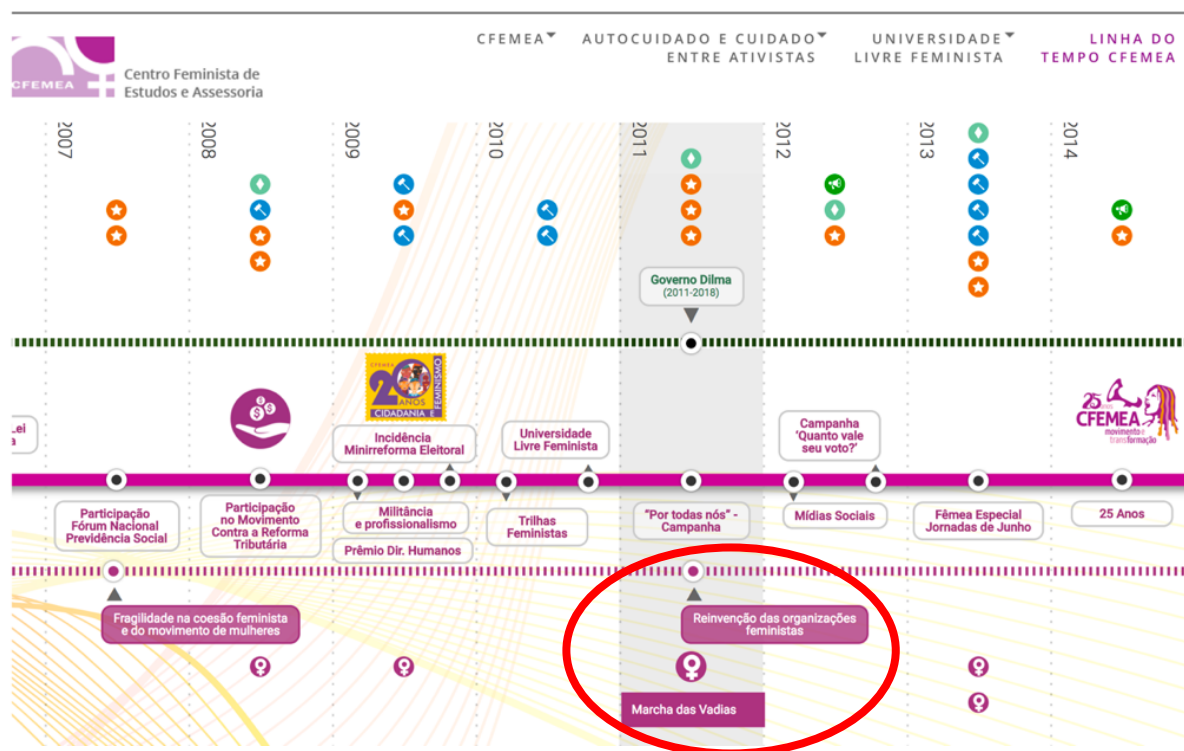 CFEMEA
Centro Feminista de
Estudos e Assessoria
CFEMEA
AUTOCUIDADO E CUIDADO
ENTRE ATIVISTAS
UNIVERSIDADE
LIVRE FEMINISTA
LINHA DO
TEMPO CFEMEA
2007
2008
2009
2010
2011
2012
2013
2014
Governo Dilma
(2011-2018)
CFEMEA
20
ANOS
CIDADANIA E
FEMINISMO
25 anos
CFEMEA
movimento e
transformação
Lei
a
Incidência
Minirreforma Eleitoral
Universidade
Livre Feminista
Campanha
‘Quanto vale
seu voto?’
Participação
Fórum Nacional
Previdência Social
Participação
no Movimento
Contra a Reforma
Tributária
Militância
e profissionalismo
Prêmio Dir. Humanos
Trilhas
Feministas
“Por todas nós” -
Campanha
Mídias Sociais
Fêmea Especial
Jornadas de Junho
25 Anos
Fragilidade na coesão feminista
e do movimento de mulheres
Reinvenção das organizações
feministas
Marcha das Vadias